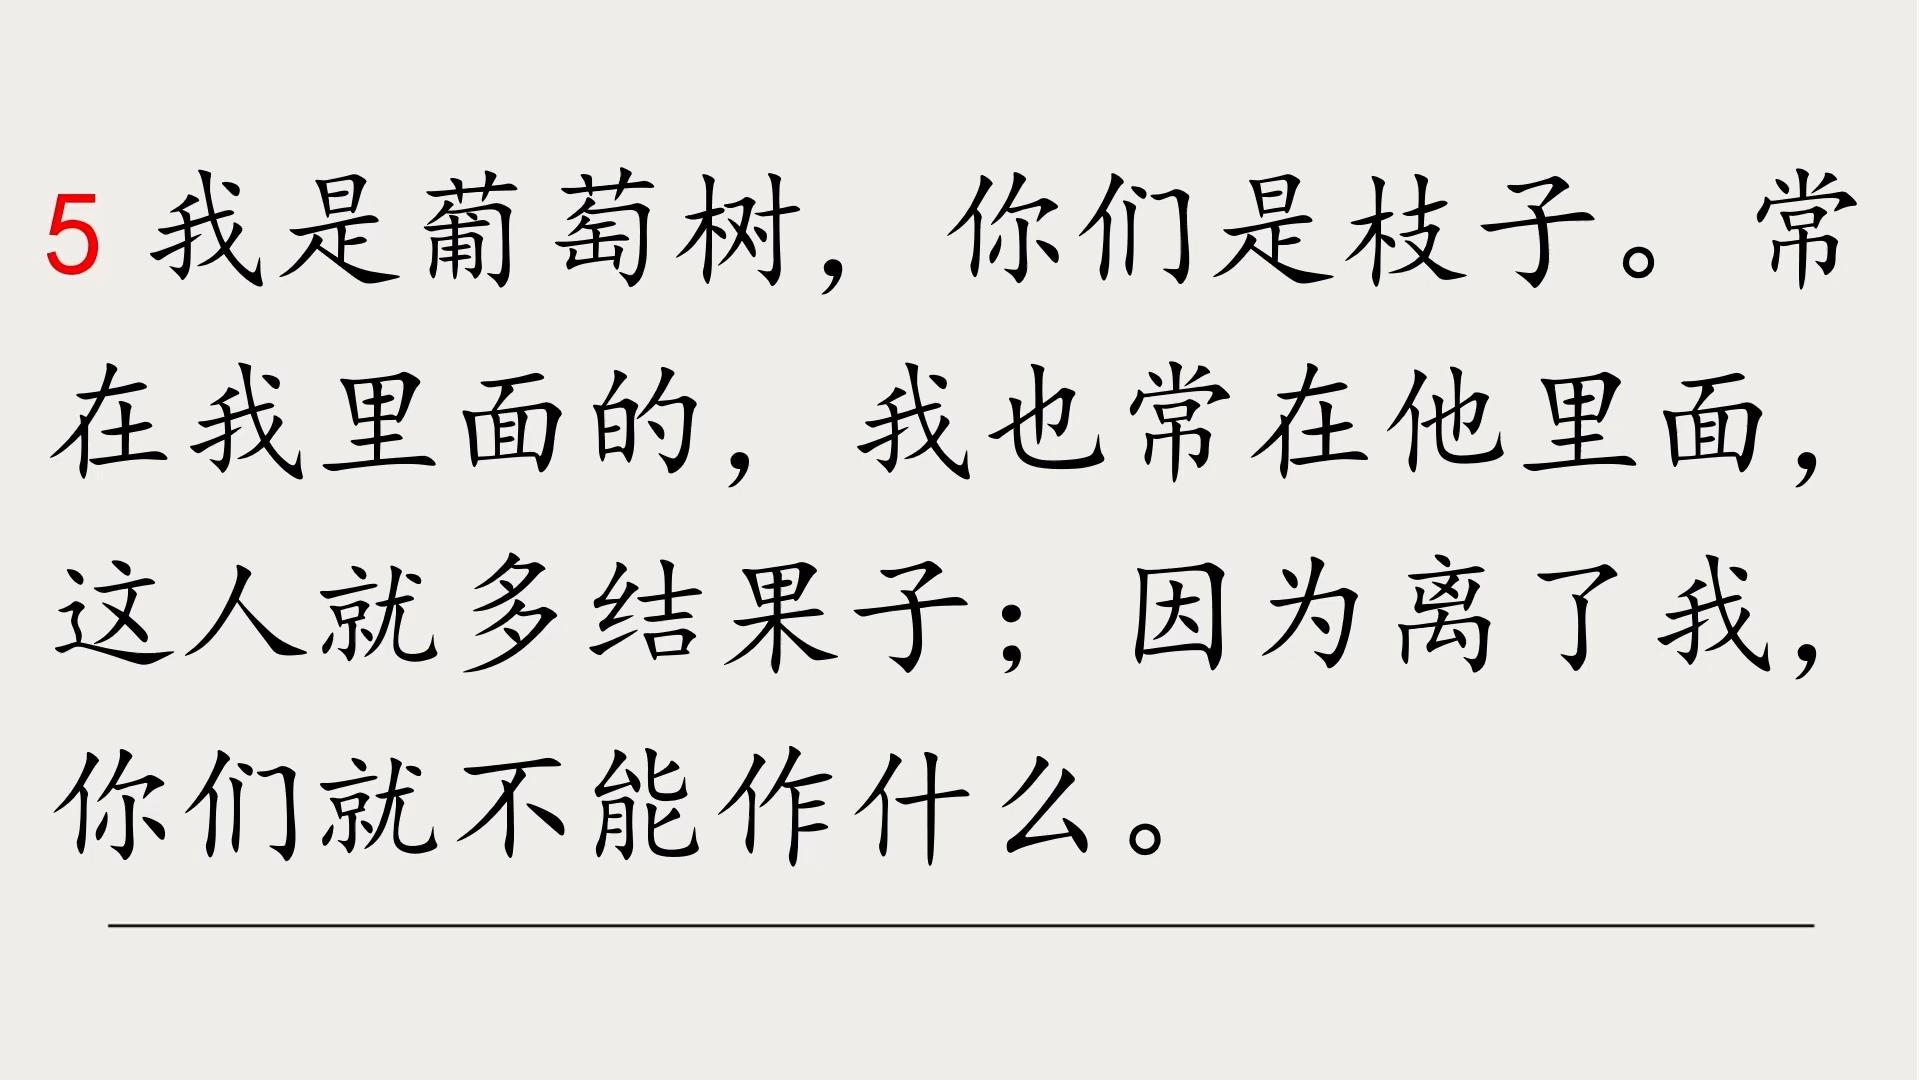 5 我是葡萄树，你们是枝子。常
在我里面的，我也常在他里面，
这人就多结果子；因为离了我，
你们就不能作什么。